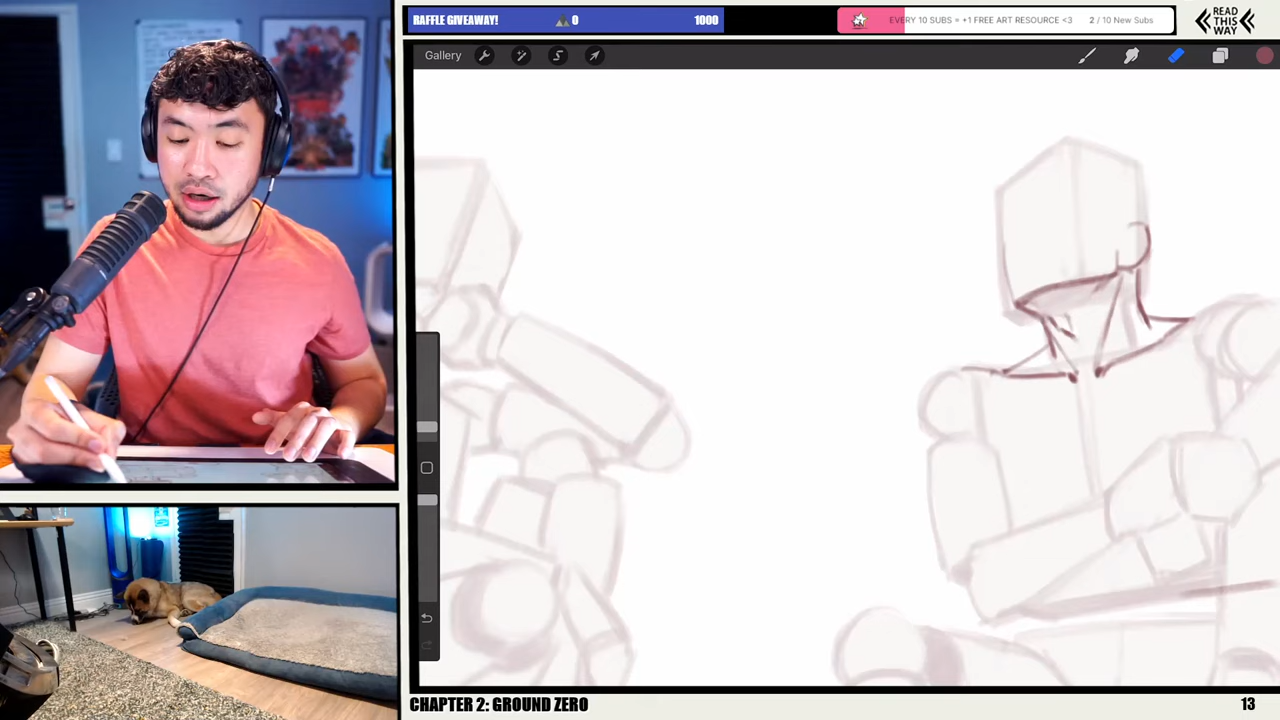 RAFFLE GIVEAWAY! 0 1000
EVERY 10 SUBS = +1 FREE ART RESOURCE <3 2 / 10 New Subs
READ
THIS
WAY
Gallery
CHAPTER 2: GROUND ZERO 13